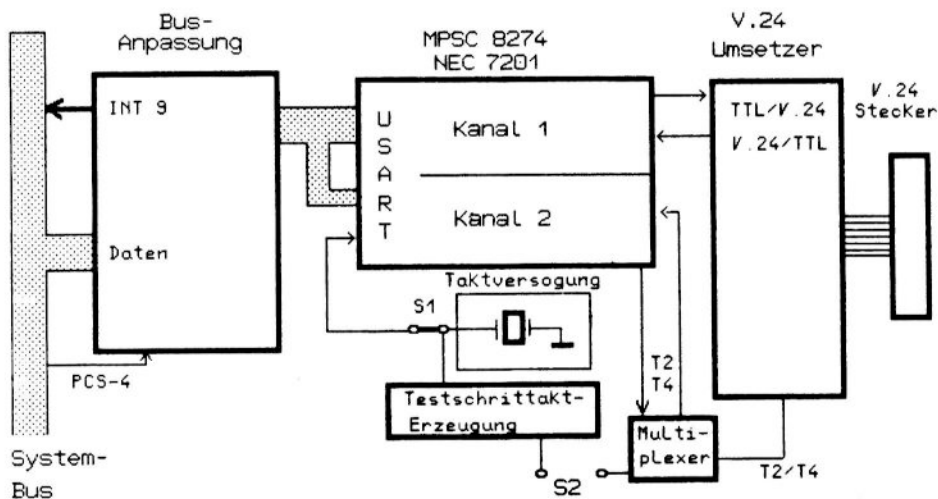 Bus-
Anpassung
MPSC 8274
NEC 7201
V.24
Umsetzer
V.24
Stecker
INT 9
Daten
USART
Kanal 1
Kanal 2
TTL/V.24
V.24/TTL
Taktversogung
S1
PCS-4
T2
T4
Testschrittakt-
Erzeugung
Multi-
plexer
T2/T4
S2
System-
Bus